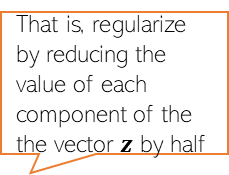 That is, regularize
by reducing the
value of each
component of the
the vector z by half